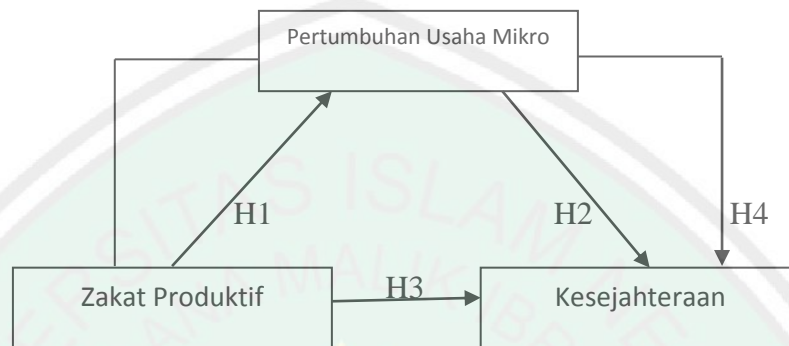 Pertumbuhan Usaha Mikro
H1
H2
H4
Zakat Produktif
H3
Kesejahteraan